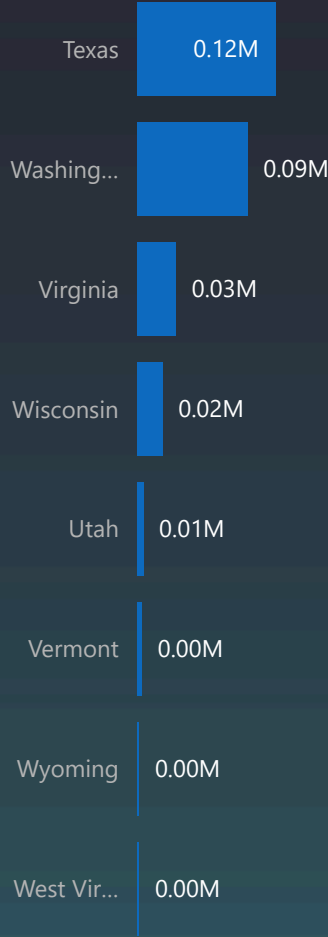 Texas 0.12M
Washing... 0.09M
Virginia 0.03M
Wisconsin 0.02M
Utah 0.01M
Vermont 0.00M
Wyoming 0.00M
West Vir... 0.00M